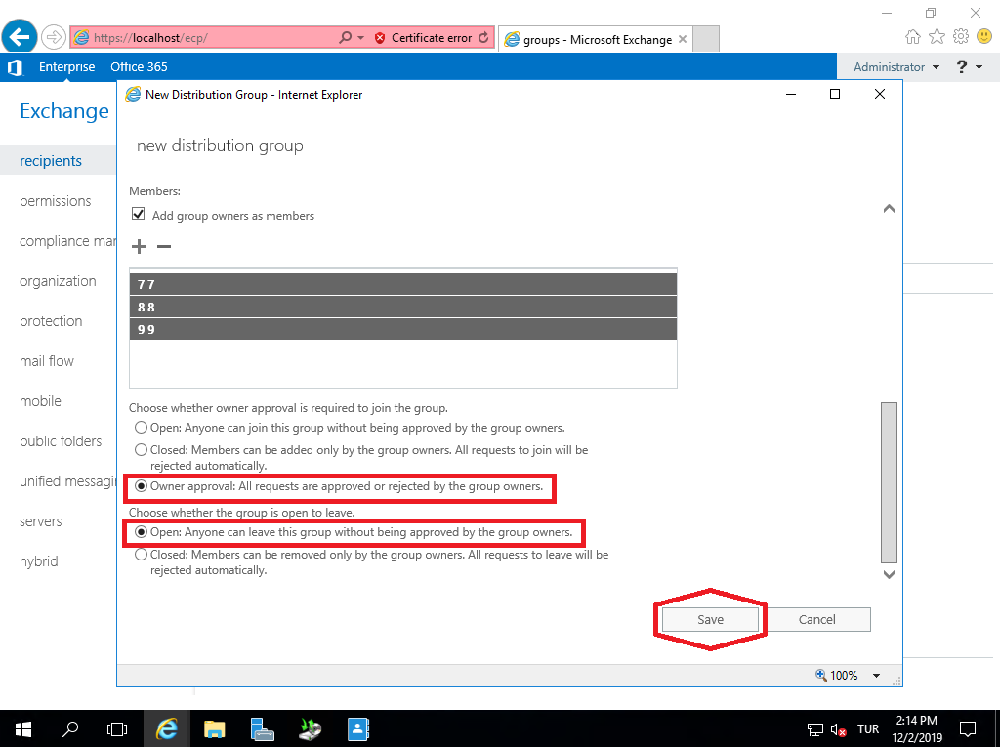 https://localhost/ecp/
Certificate error
groups - Microsoft Exchange
Enterprise
Office 365
Administrator
?
New Distribution Group - Internet Explorer
Exchange
new distribution group
recipients
permissions
compliance mar
organization
protection
mail flow
mobile
public folders
unified messagi
servers
hybrid
Members:
Add group owners as members
7 7
8 8
9 9
Choose whether owner approval is required to join the group.
Open: Anyone can join this group without being approved by the group owners.
Closed: Members can be added only by the group owners. All requests to join will be
rejected automatically.
Owner approval: All requests are approved or rejected by the group owners.
Choose whether the group is open to leave.
Open: Anyone can leave this group without being approved by the group owners.
Closed: Members can be removed only by the group owners. All requests to leave will be
rejected automatically.
Save
Cancel
100%
TUR
2:14 PM
12/2/2019